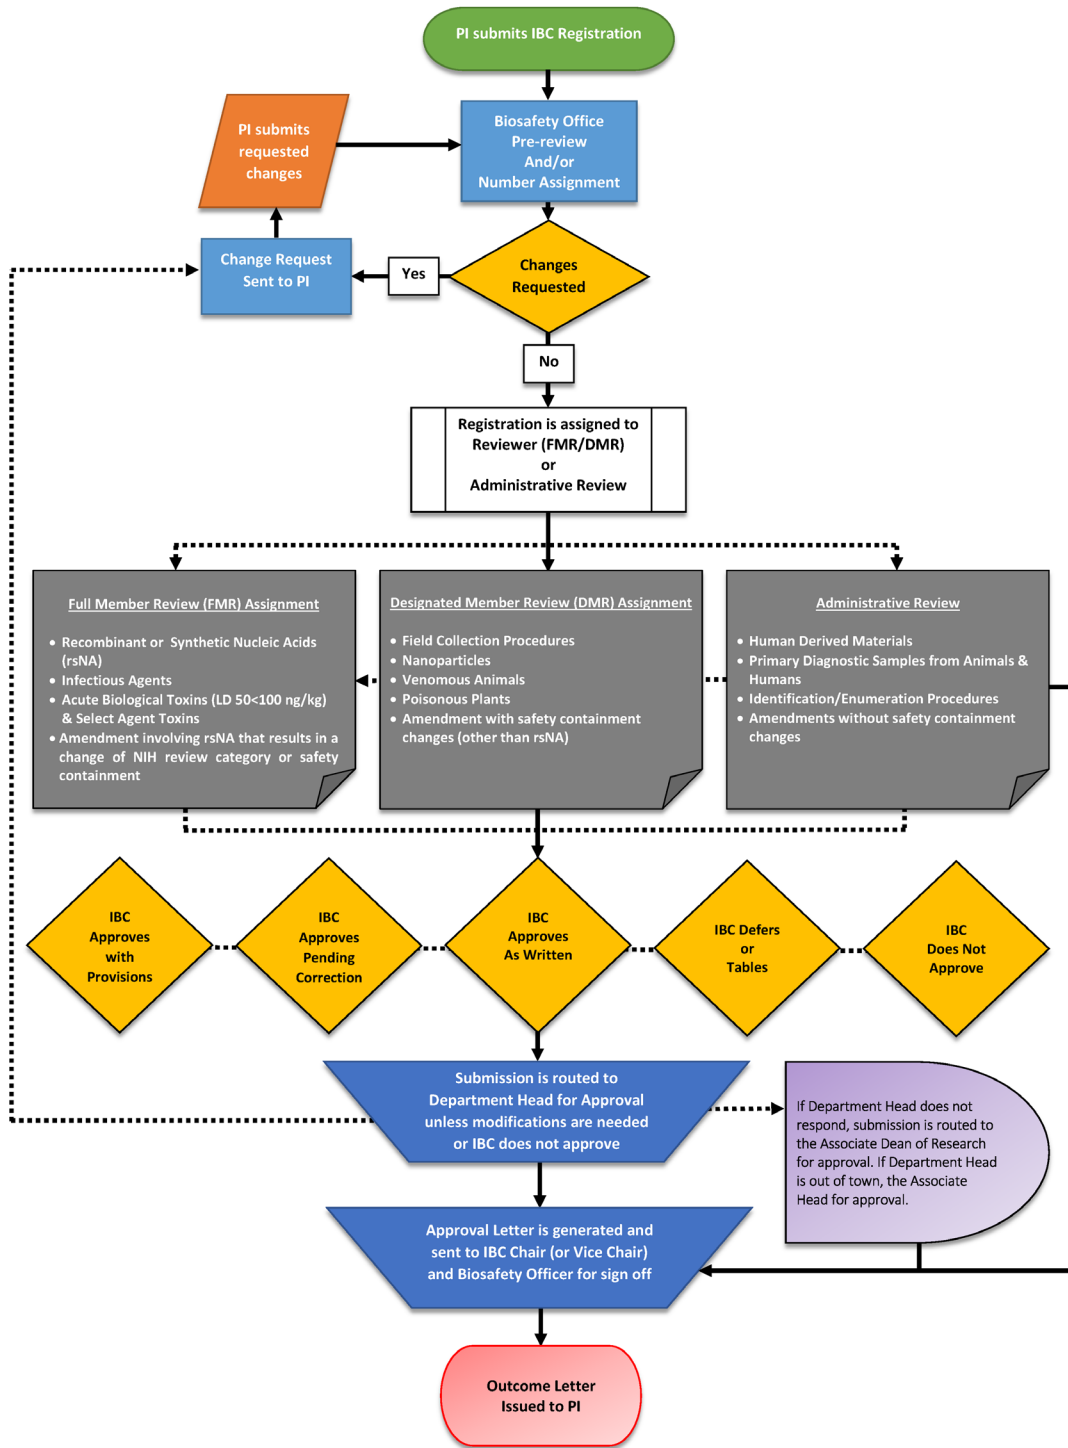 PI submits IBC Registration
PI submits
requested
changes
Biosafety Office
Pre-review
And/or
Number Assignment
Change Request
Sent to PI
Yes
Changes
Requested
No
Registration is assigned to
Reviewer (FMR/DMR)
or
Administrative Review
Full Member Review (FMR) Assignment
• Recombinant or Synthetic Nucleic Acids
(rsNA)
• Infectious Agents
• Acute Biological Toxins (LD 50<100 ng/kg)
& Select Agent Toxins
• Amendment involving rsNA that results in a
change of NIH review category or safety
containment
Designated Member Review (DMR) Assignment
• Field Collection Procedures
• Nanoparticles
• Venomous Animals
• Poisonous Plants
• Amendment with safety containment
changes (other than rsNA)
Administrative Review
• Human Derived Materials
• Primary Diagnostic Samples from Animals &
Humans
• Identification/Enumeration Procedures
• Amendments without safety containment
changes
IBC
Approves
with
Provisions
IBC
Approves
Pending
Correction
IBC
Approves
As Written
IBC Defers
or
Tables
IBC
Does Not
Approve
Submission is routed to
Department Head for Approval
unless modifications are needed
or IBC does not approve
If Department Head does not
respond, submission is routed to
the Associate Dean of Research
for approval. If Department Head
is out of town, the Associate
Head for approval.
Approval Letter is generated and
sent to IBC Chair (or Vice Chair)
and Biosafety Officer for sign off
Outcome Letter
Issued to PI